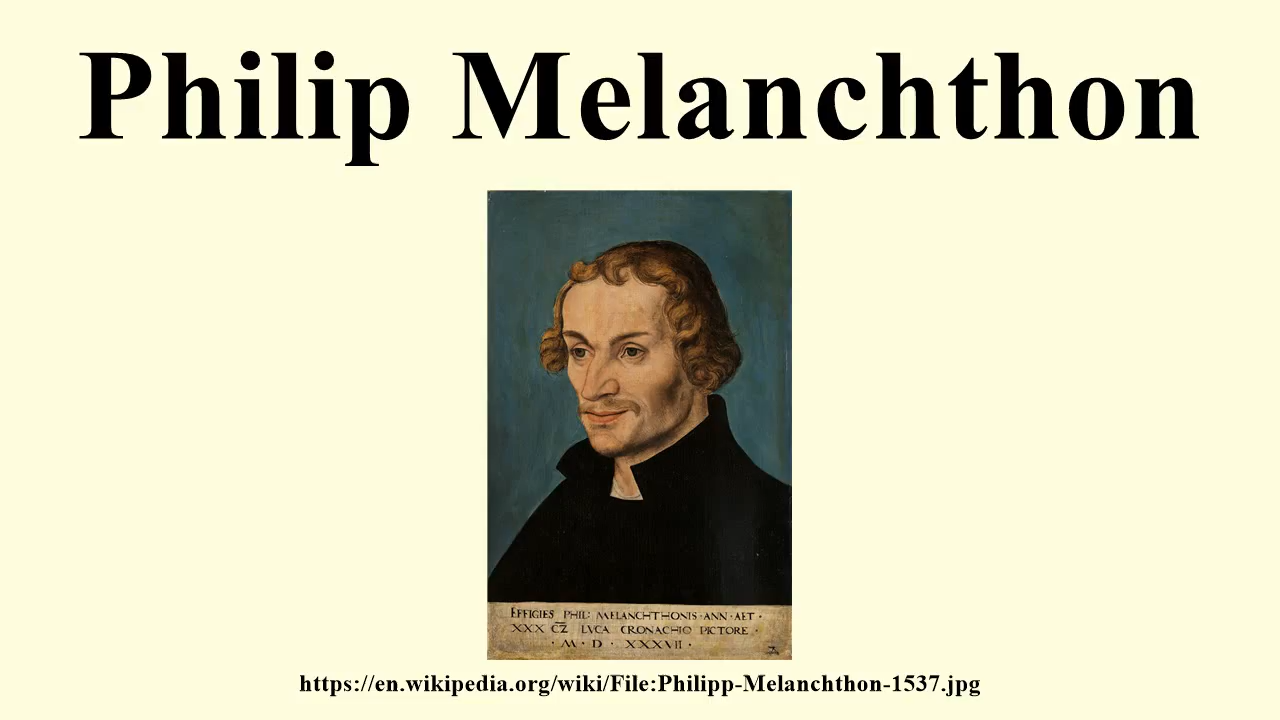 Philip Melanchthon
EFFIGIES PHIL: MELANCHTHONIS · ANN · AET ·
XXX CZ LVCA CRONACHIO PICTORE ·
· M · D · XXXVII ·
https://en.wikipedia.org/wiki/File:Philipp-Melanchthon-1537.jpg